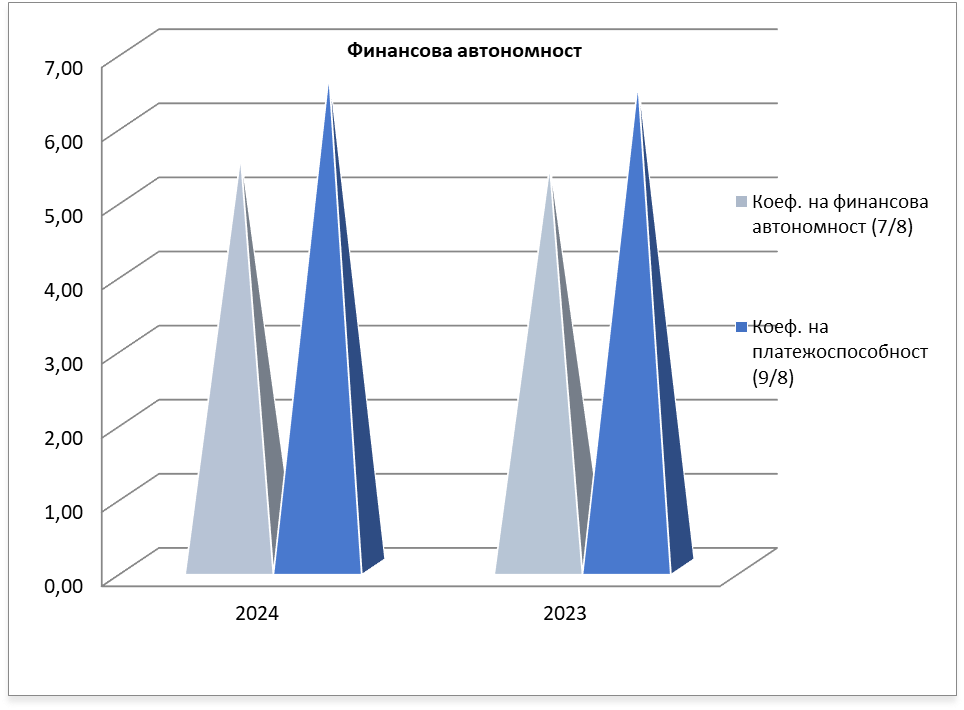 Финансова автономност
7,00
6,00
5,00
4,00
3,00
2,00
1,00
0,00
2024
2023
Коеф. на финансова
автономност (7/8)
Коеф. на
платежоспособност
(9/8)